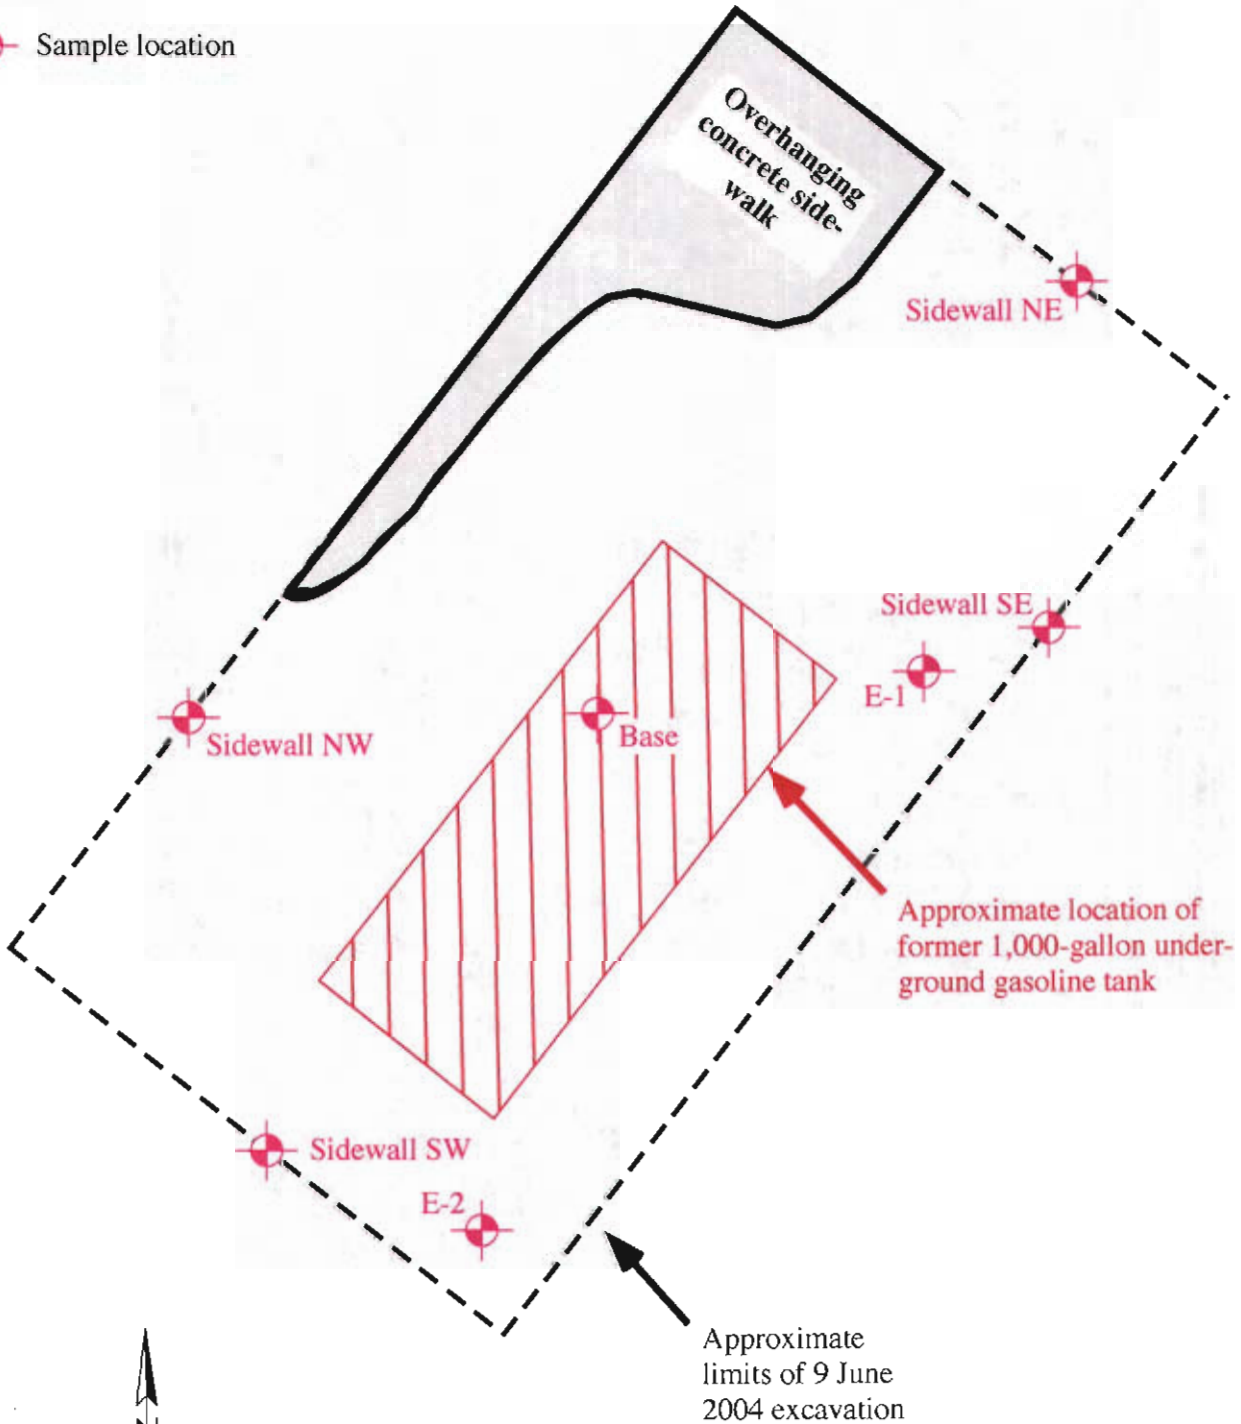 Sample location
Overhanging
concrete side-
walk
Sidewall NE
Sidewall SE
E-1
Sidewall NW
Base
Approximate location of
former 1,000-gallon under-
ground gasoline tank
Sidewall SW
E-2
Approximate
limits of 9 June
2004 excavation